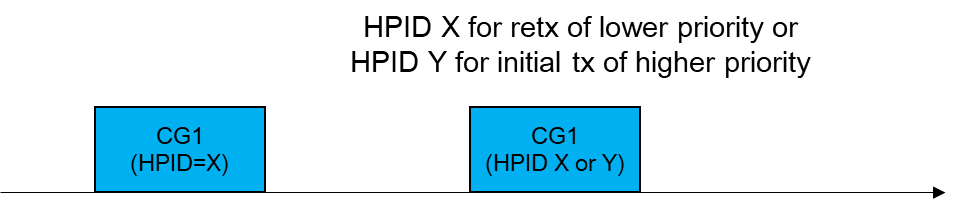 HPID X for retx of lower priority or
HPID Y for initial tx of higher priority
CG1
(HPID=X)
CG1
(HPID X or Y)